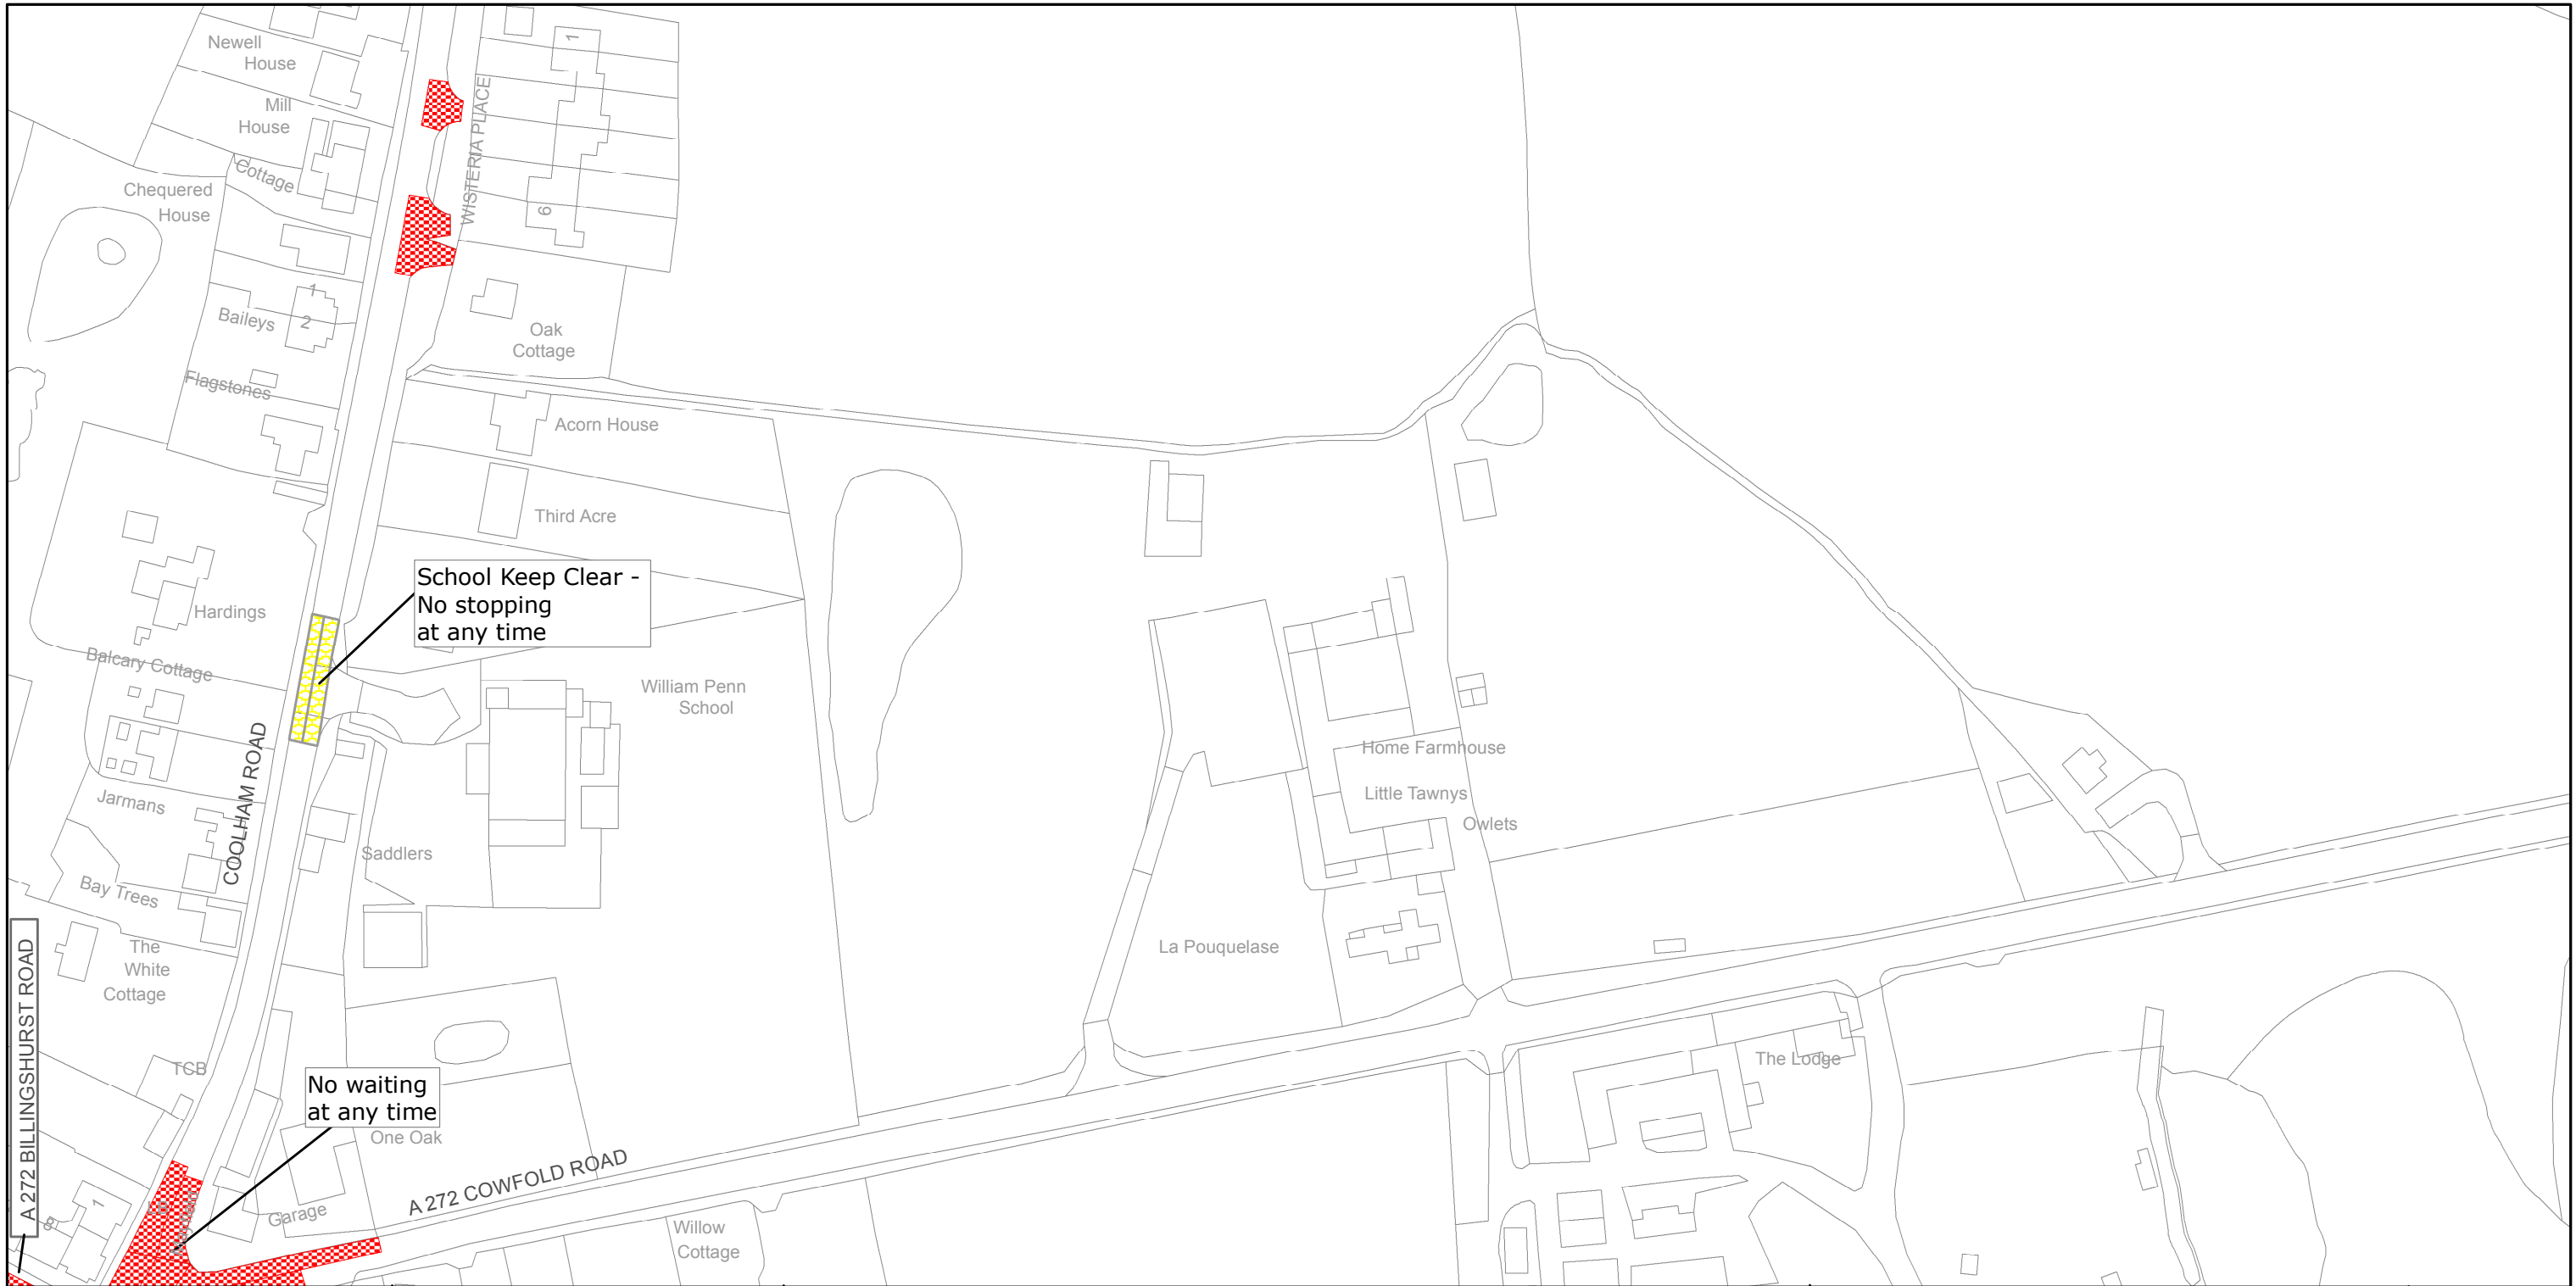 Newell
House
Mill
House
Cottage
Chequered
House
WISTERIA PLACE
1
6
Oak
Cottage
1
2
Baileys
Flagstones
Acorn House
Third Acre
School Keep Clear -
No stopping
at any time
Hardings
Balcary Cottage
William Penn
School
COOLHAM ROAD
Jarmans
Saddlers
Bay Trees
The
White
Cottage
Home Farmhouse
Little Tawnys
Owlets
La Pouquelase
The Lodge
A 272 BILLINGSHURST ROAD
TCB
No waiting
at any time
One Oak
A 272 COWFOLD ROAD
Garage
1
8
Willow
Cottage